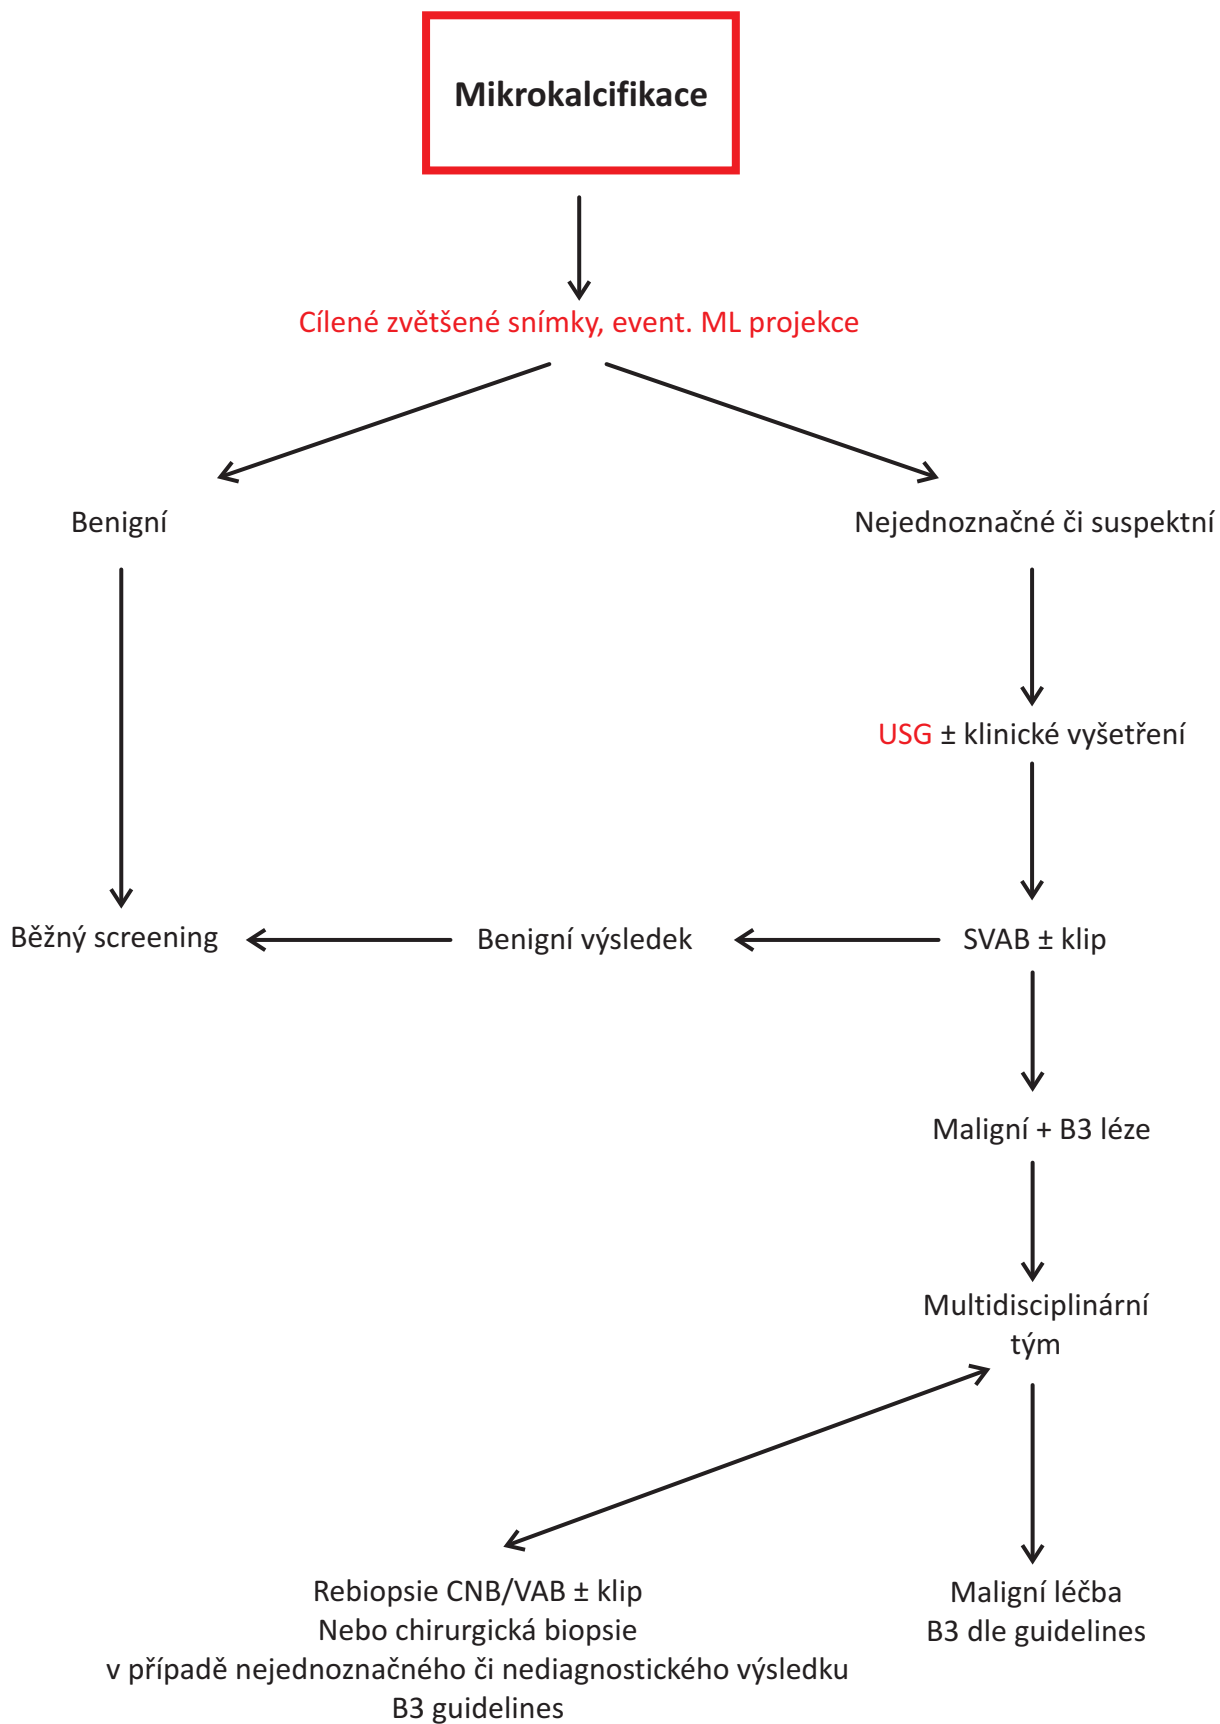 Mikrokalcifikace
Cílené zvětšené snímky, event. ML projekce
Benigní
Nejednoznačné či suspektní
USG ± klinické vyšetření
Běžný screening
Benigní výsledek
SVAB ± klip
Maligní + B3 léze
Multidisciplinární
tým
Rebiopsie CNB/VAB ± klip
Nebo chirurgická biopsie
v případě nejednoznačného či nediagnostického výsledku
B3 guidelines
Maligní léčba
B3 dle guidelines